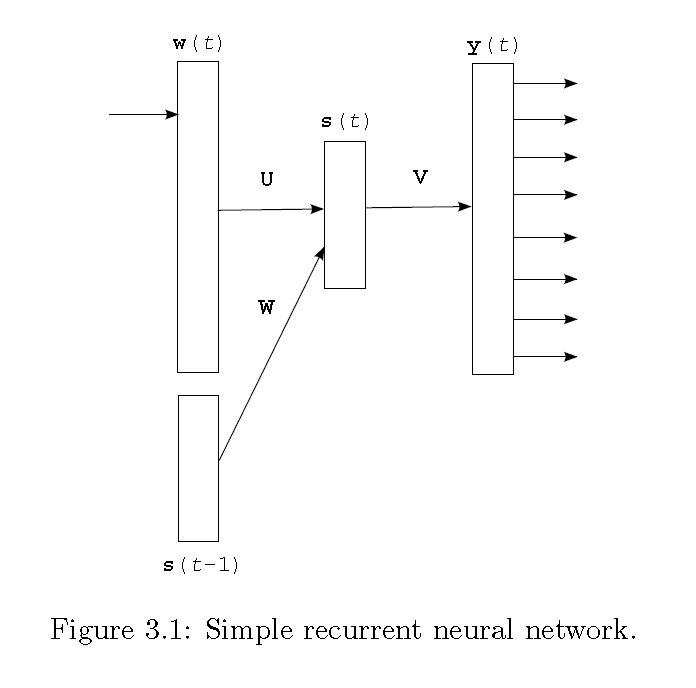 w(t)
y(t)
s(t)
U
V
W
s(t-1)
Figure 3.1: Simple recurrent neural network.